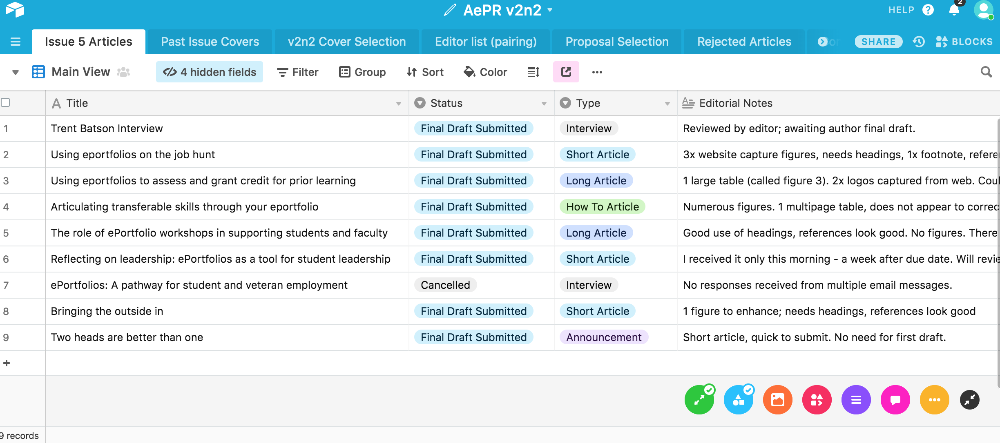 AePR v2n2
HELP
2
Issue 5 Articles
Past Issue Covers
v2n2 Cover Selection
Editor list (pairing)
Proposal Selection
Rejected Articles
SHARE
BLOCKS
Main View
4 hidden fields
Filter
Group
Sort
Color
Title Status Type Editorial Notes
1 Trent Batson Interview Final Draft Submitted Interview Reviewed by editor; awaiting author final draft.
2 Using eportfolios on the job hunt Final Draft Submitted Short Article 3x website capture figures, needs headings, 1x footnote,
3 Using eportfolios to assess and grant credit for prior learning Final Draft Submitted Long Article 1 large table (called figure 3). 2x logos captured from web.
4 Articulating transferable skills through your eportfolio Final Draft Submitted How To Article Numerous figures. 1 multipage table, does not appear to
5 The role of ePortfolio workshops in supporting students and faculty Final Draft Submitted Long Article Good use of headings, references look good. No figures. There
6 Reflecting on leadership: ePortfolios as a tool for student leadership Final Draft Submitted Short Article I received it only this morning - a week after due date. Will
7 ePortfolios: A pathway for student and veteran employment Cancelled Interview No responses received from multiple email messages.
8 Bringing the outside in Final Draft Submitted Short Article 1 figure to enhance; needs headings, references look good
9 Two heads are better than one Final Draft Submitted Announcement Short article, quick to submit. No need for first draft.
9 records